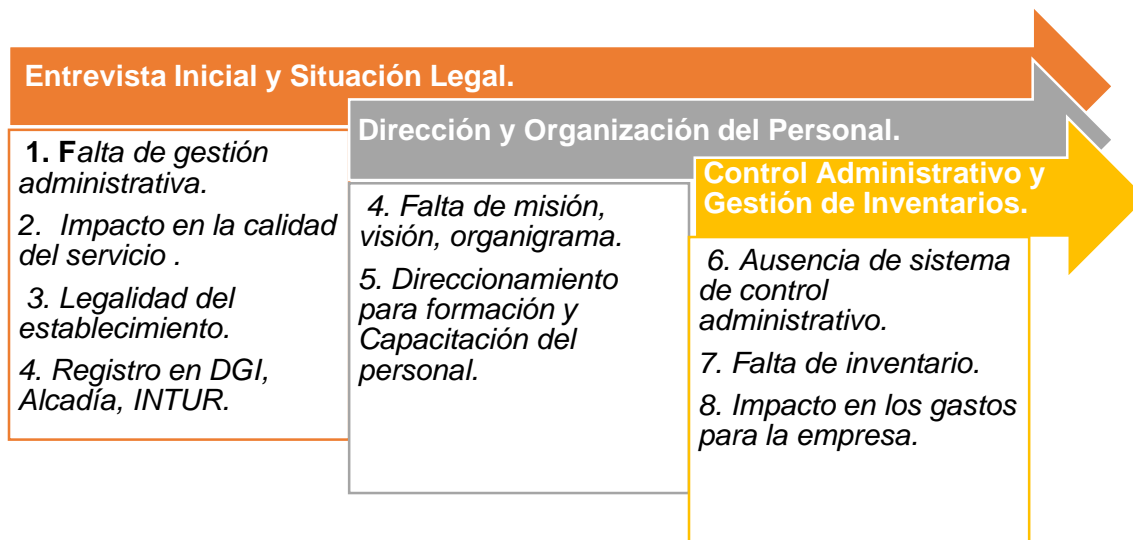 Entrevista Inicial y Situación Legal.
1. Falta de gestión
administrativa.
2. Impacto en la calidad
del servicio .
3. Legalidad del
establecimiento.
4. Registro en DGI,
Alcadía, INTUR.
Dirección y Organización del Personal.
4. Falta de misión,
visión, organigrama.
5. Direccionamiento
para formación y
Capacitación del
personal.
Control Administrativo y
Gestión de Inventarios.
6. Ausencia de sistema
de control
administrativo.
7. Falta de inventario.
8. Impacto en los gastos
para la empresa.